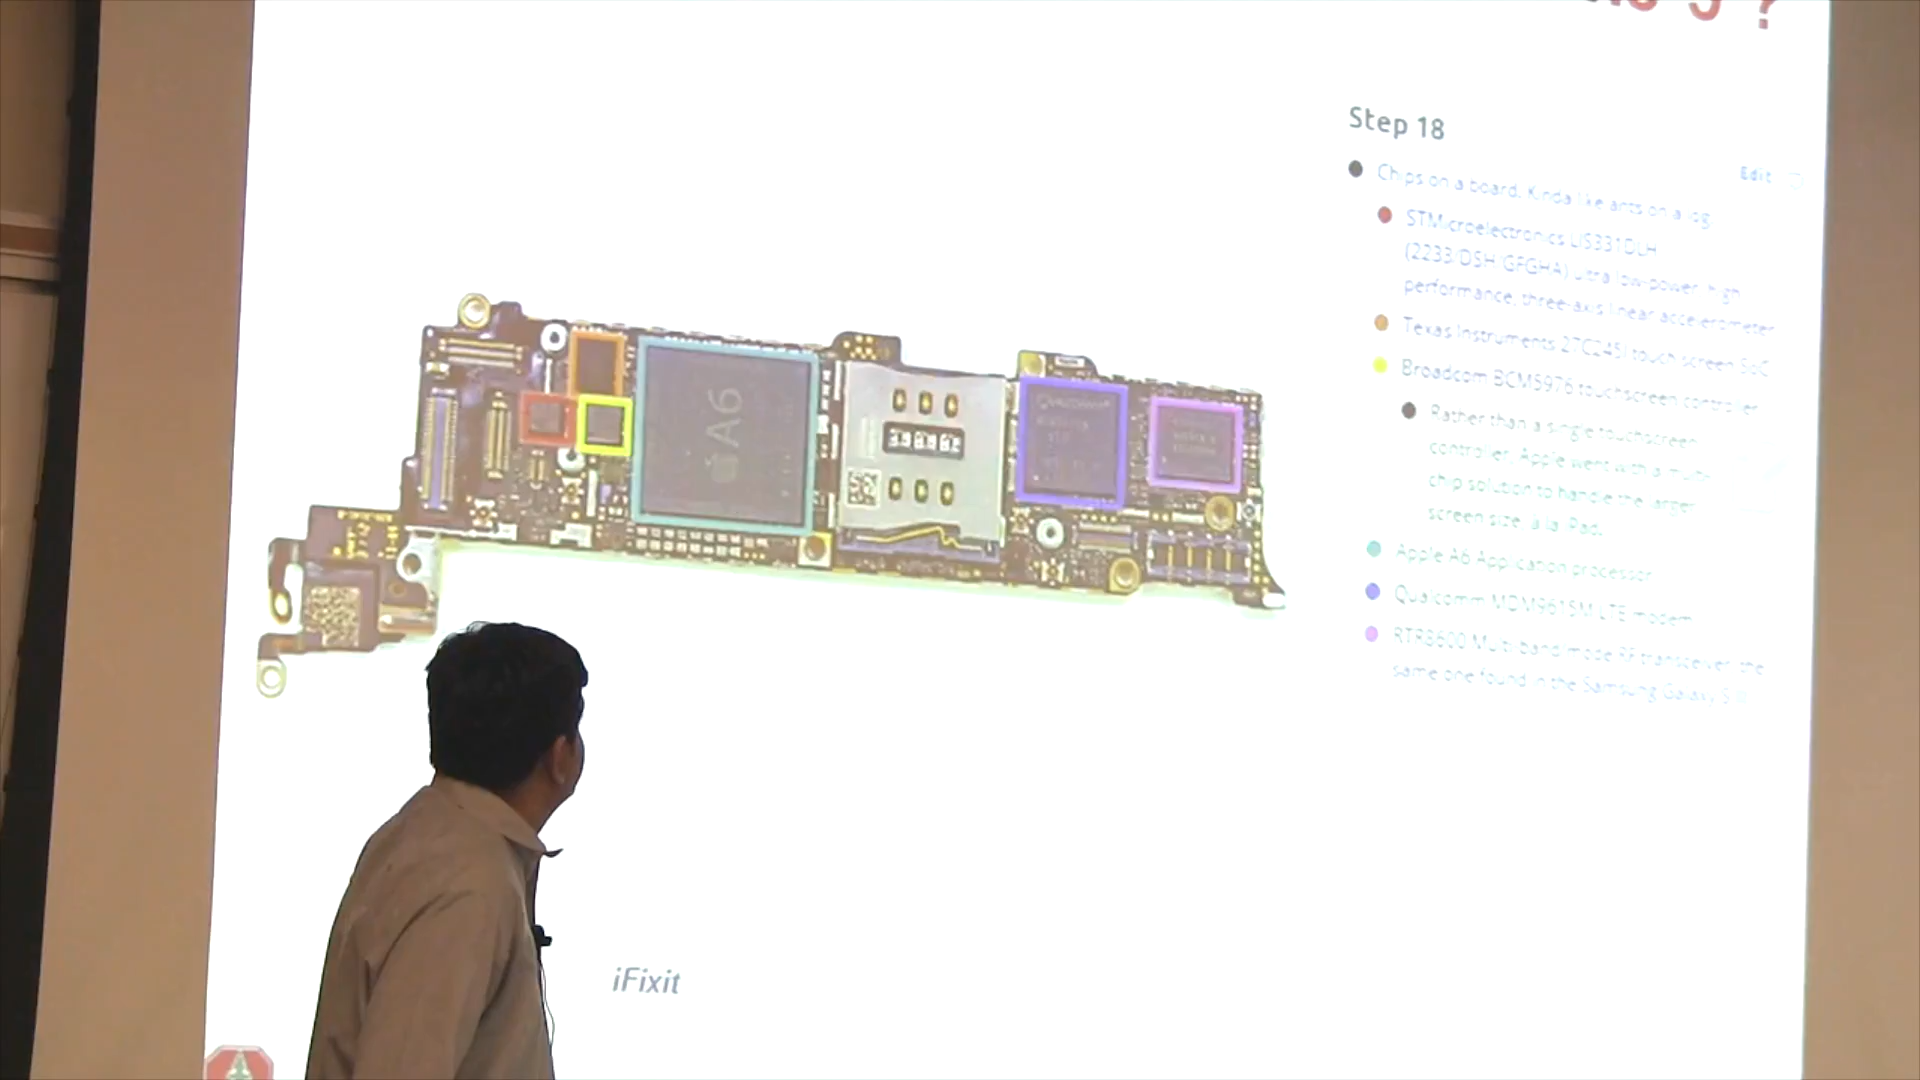 5 ?
Step 18
Edit
Chips on a board. Kinda like ants on a log.
STMicroelectronics LIS331DLH
(2233/DSH/GFGHA) ultra low-power, high
performance, three-axis linear accelerometer
Texas Instruments 27C245I touch screen SoC
Broadcom BCM5976 touchscreen controller
Rather than a single touchscreen
controller, Apple went with a multi-
chip solution to handle the larger
screen size, à la iPad.
Apple A6 Application processor
Qualcomm MDM9615M LTE modem
RTR8600 Multi-band/mode RF transceiver, the
same one found in the Samsung Galaxy S III
A6
QUALCOMM
iFixit